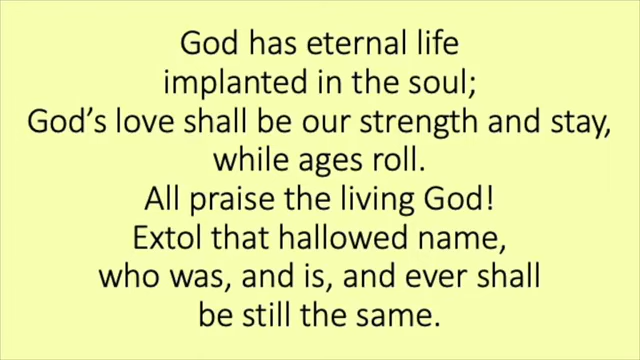 God has eternal life
implanted in the soul;
God’s love shall be our strength and stay,
while ages roll.
All praise the living God!
Extol that hallowed name,
who was, and is, and ever shall
be still the same.